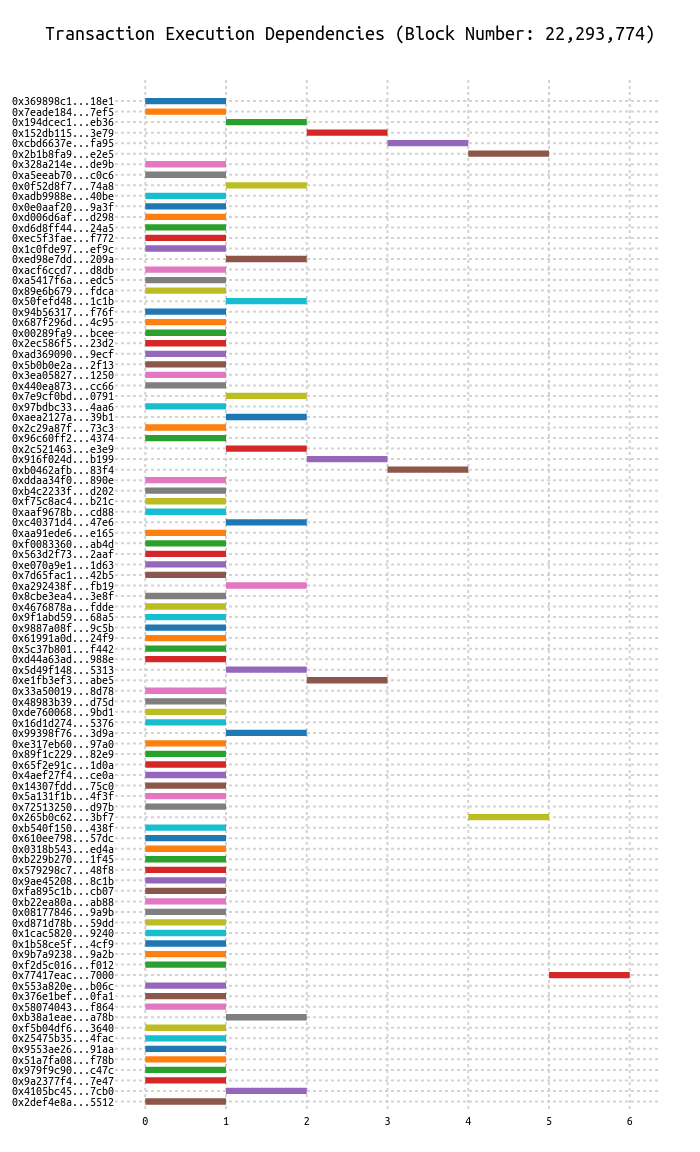 Transaction Execution Dependencies (Block Number: 22,293,774)
0x369898c1...18e1
0x7eade184...7ef5
0x194dcec1...eb36
0x152db115...3e79
0xcbd6637e...fa95
0x2b1b8fa9...e2e5
0x328a214e...de9b
0xa5eeab70...c0c6
0x0f52d8f7...74a8
0xadb9988e...40be
0x0e0aaf20...9a3f
0xd006d6af...d298
0xd6d8ff44...24a5
0xec5f3fae...f772
0x1c0fde97...ef9c
0xed98e7dd...209a
0xacf6ccd7...d8db
0xa5417f6a...edc5
0x89e6b679...fdca
0x50fefd48...1c1b
0x94b56317...f76f
0x687f296d...4c95
0x00289fa9...bcee
0x2ec586f5...23d2
0xad369090...9ecf
0x5b0b0e2a...2f13
0x3ea05827...1250
0x440ea873...cc66
0x7e9cf0bd...0791
0x97bdbc33...4aa6
0xaea2127a...39b1
0x2c29a87f...73c3
0x96c60ff2...4374
0x2c521463...e3e9
0x916f024d...b199
0xb0462afb...83f4
0xddaa34f0...890e
0xb4c2233f...d202
0xf75c8ac4...b21c
0xaaf9678b...cd88
0xc40371d4...47e6
0xaa91ede6...e165
0xf0083360...ab4d
0x563d2f73...2aaf
0xe070a9e1...1d63
0x7d65fac1...42b5
0xa292438f...fb19
0x8cbe3ea4...3e8f
0x4676878a...fdde
0x9f1abd59...68a5
0x9887a08f...9c5b
0x61991a0d...24f9
0x5c37b801...f442
0xd44a63ad...988e
0x5d49f148...5313
0xe1fb3ef3...abe5
0x33a50019...8d78
0x48983b39...d75d
0xde760068...9bd1
0x16d1d274...5376
0x99398f76...3d9a
0xe317eb60...97a0
0x89f1c229...82e9
0x65f2e91c...1d0a
0x4aef27f4...ce0a
0x14307fdd...75c0
0x5a131f1b...4f3f
0x72513250...d97b
0x265b0c62...3bf7
0xb540f150...438f
0x610ee798...57dc
0x0318b543...ed4a
0xb229b270...1f45
0x579298c7...48f8
0x9ae45208...8c1b
0xfa895c1b...cb07
0xb22ea80a...ab88
0x08177846...9a9b
0xd871d78b...59dd
0x1cac5820...9240
0x1b58ce5f...4cf9
0x9b7a9238...9a2b
0xf2d5c016...f012
0x77417eac...7000
0x553a820e...b06c
0x376e1bef...0fa1
0x58074043...f864
0xb38a1eae...a78b
0xf5b04df6...3640
0x25475b35...4fac
0x9553ae26...91aa
0x51a7fa08...f78b
0x979f9c90...c47c
0x9a2377f4...7e47
0x4105bc45...7cb0
0x2def4e8a...5512
0 1 2 3 4 5 6